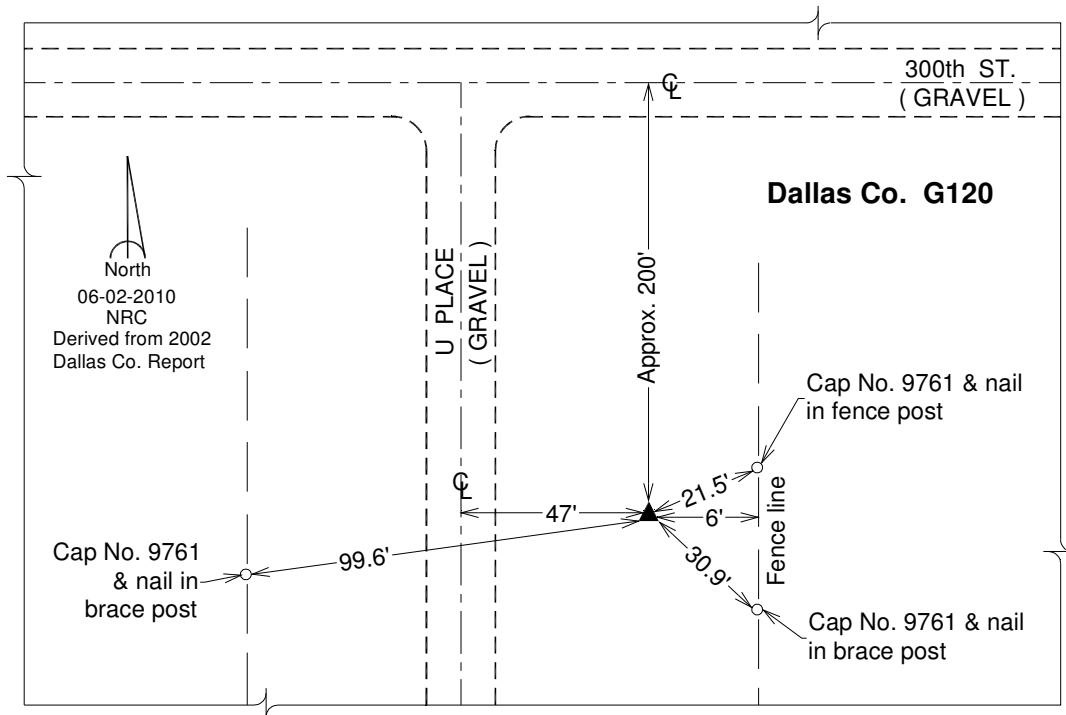 ℄
300th ST.
( GRAVEL )
Dallas Co. G120
North
06-02-2010
NRC
Derived from 2002
Dallas Co. Report
U PLACE
( GRAVEL )
Approx. 200'
Cap No. 9761 & nail
in fence post
℄
47'
21.5'
6'
Fence line
99.6'
30.9'
Cap No. 9761
& nail in
brace post
Cap No. 9761 & nail
in brace post